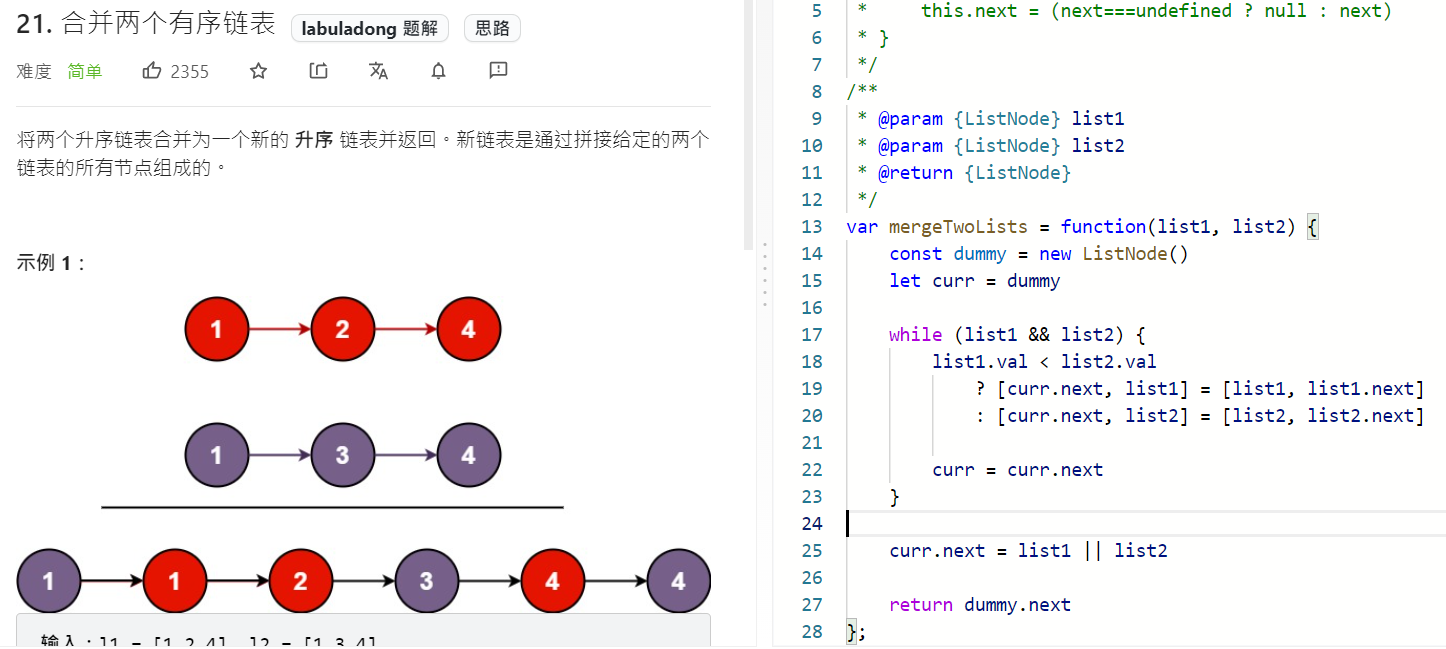 21. 合并两个有序链表 labuladong 题解 思路
难度 简单 2355
将两个升序链表合并为一个新的 升序 链表并返回。新链表是通过拼接给定的两个
链表的所有节点组成的。
示例 1：
1 2 4
1 3 4
1 1 2 3 4 4
输入：l1 = [1,2,4], l2 = [1,3,4]
5 * this.next = (next===undefined ? null : next)
6 * }
7 */
8 /**
9 * @param {ListNode} list1
10 * @param {ListNode} list2
11 * @return {ListNode}
12 */
13 var mergeTwoLists = function(list1, list2) {
14 const dummy = new ListNode()
15 let curr = dummy
16
17 while (list1 && list2) {
18 list1.val < list2.val
19 ? [curr.next, list1] = [list1, list1.next]
20 : [curr.next, list2] = [list2, list2.next]
21
22 curr = curr.next
23 }
24
25 curr.next = list1 || list2
26
27 return dummy.next
28 };